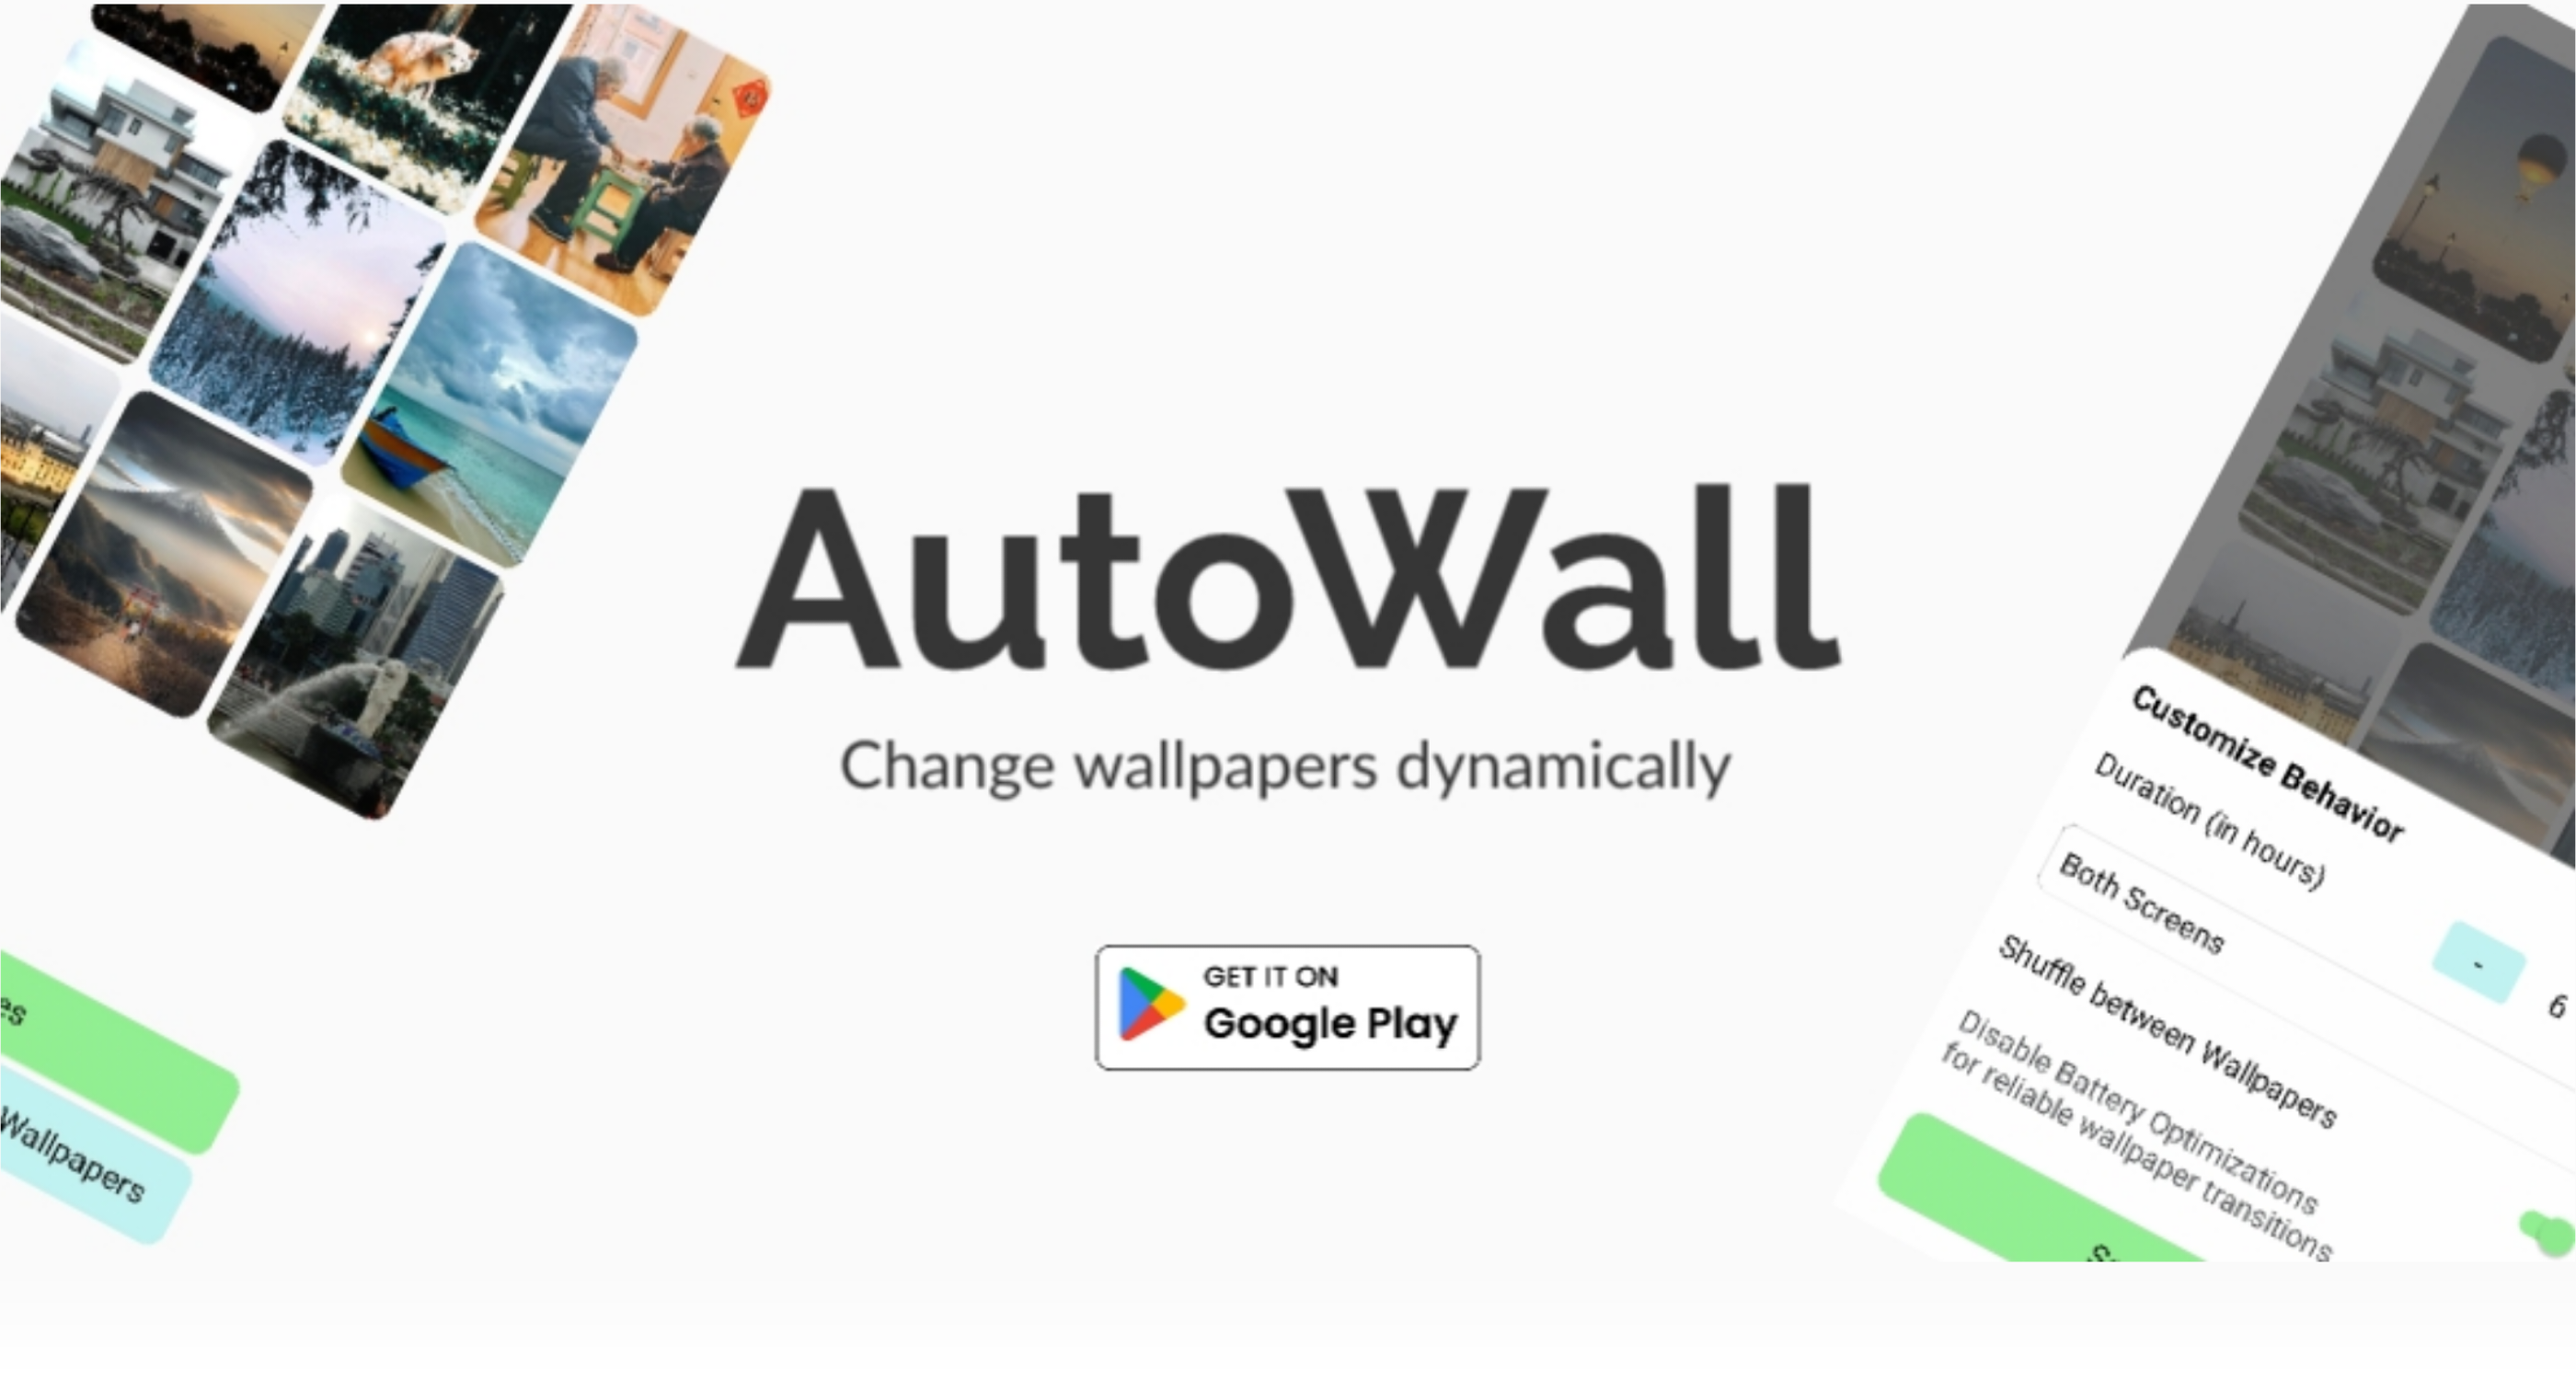 AutoWall
Change wallpapers dynamically
GET IT ON
Google Play
Wallpapers
Customize Behavior
Duration (in hours)
- 6
Both Screens
Shuffle between Wallpapers
Disable Battery Optimizations
for reliable wallpaper transitions